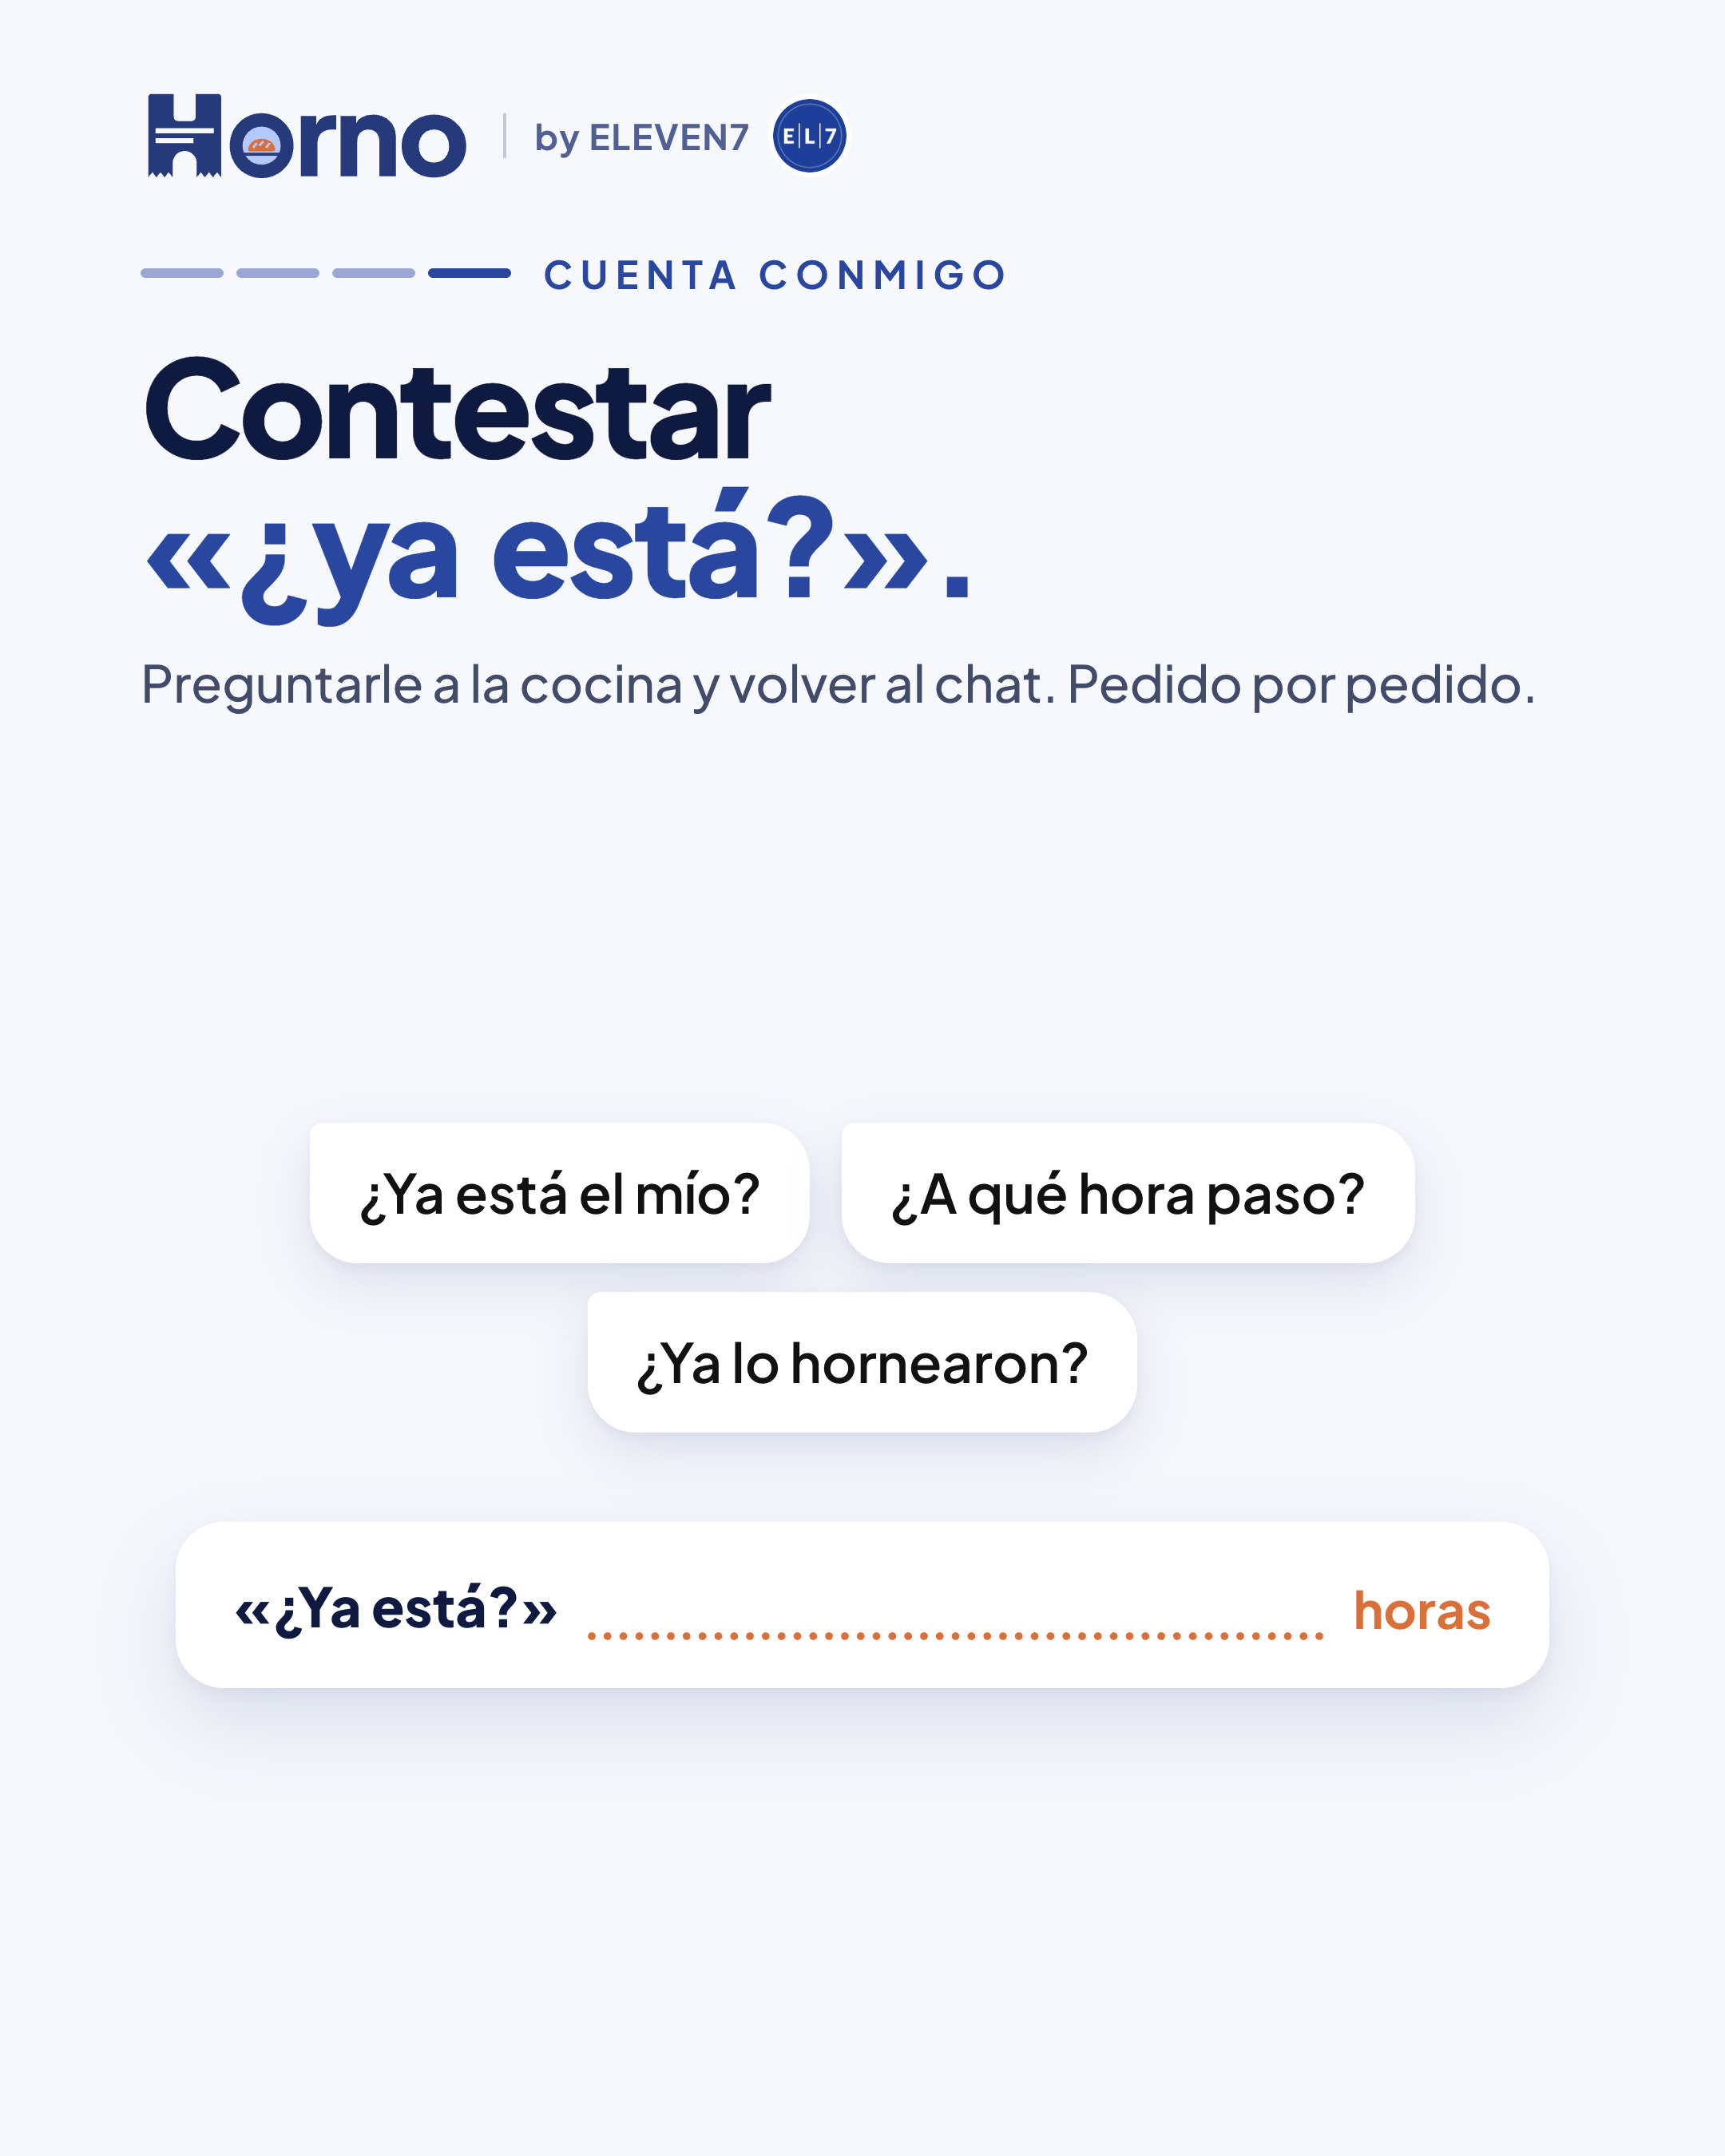 Horno by ELEVEN7 E|L|7
CUENTA CONMIGO
Contestar
«¿ya está?».
Preguntarle a la cocina y volver al chat. Pedido por pedido.
¿Ya está el mío? ¿A qué hora paso?
¿Ya lo hornearon?
«¿Ya está?» horas